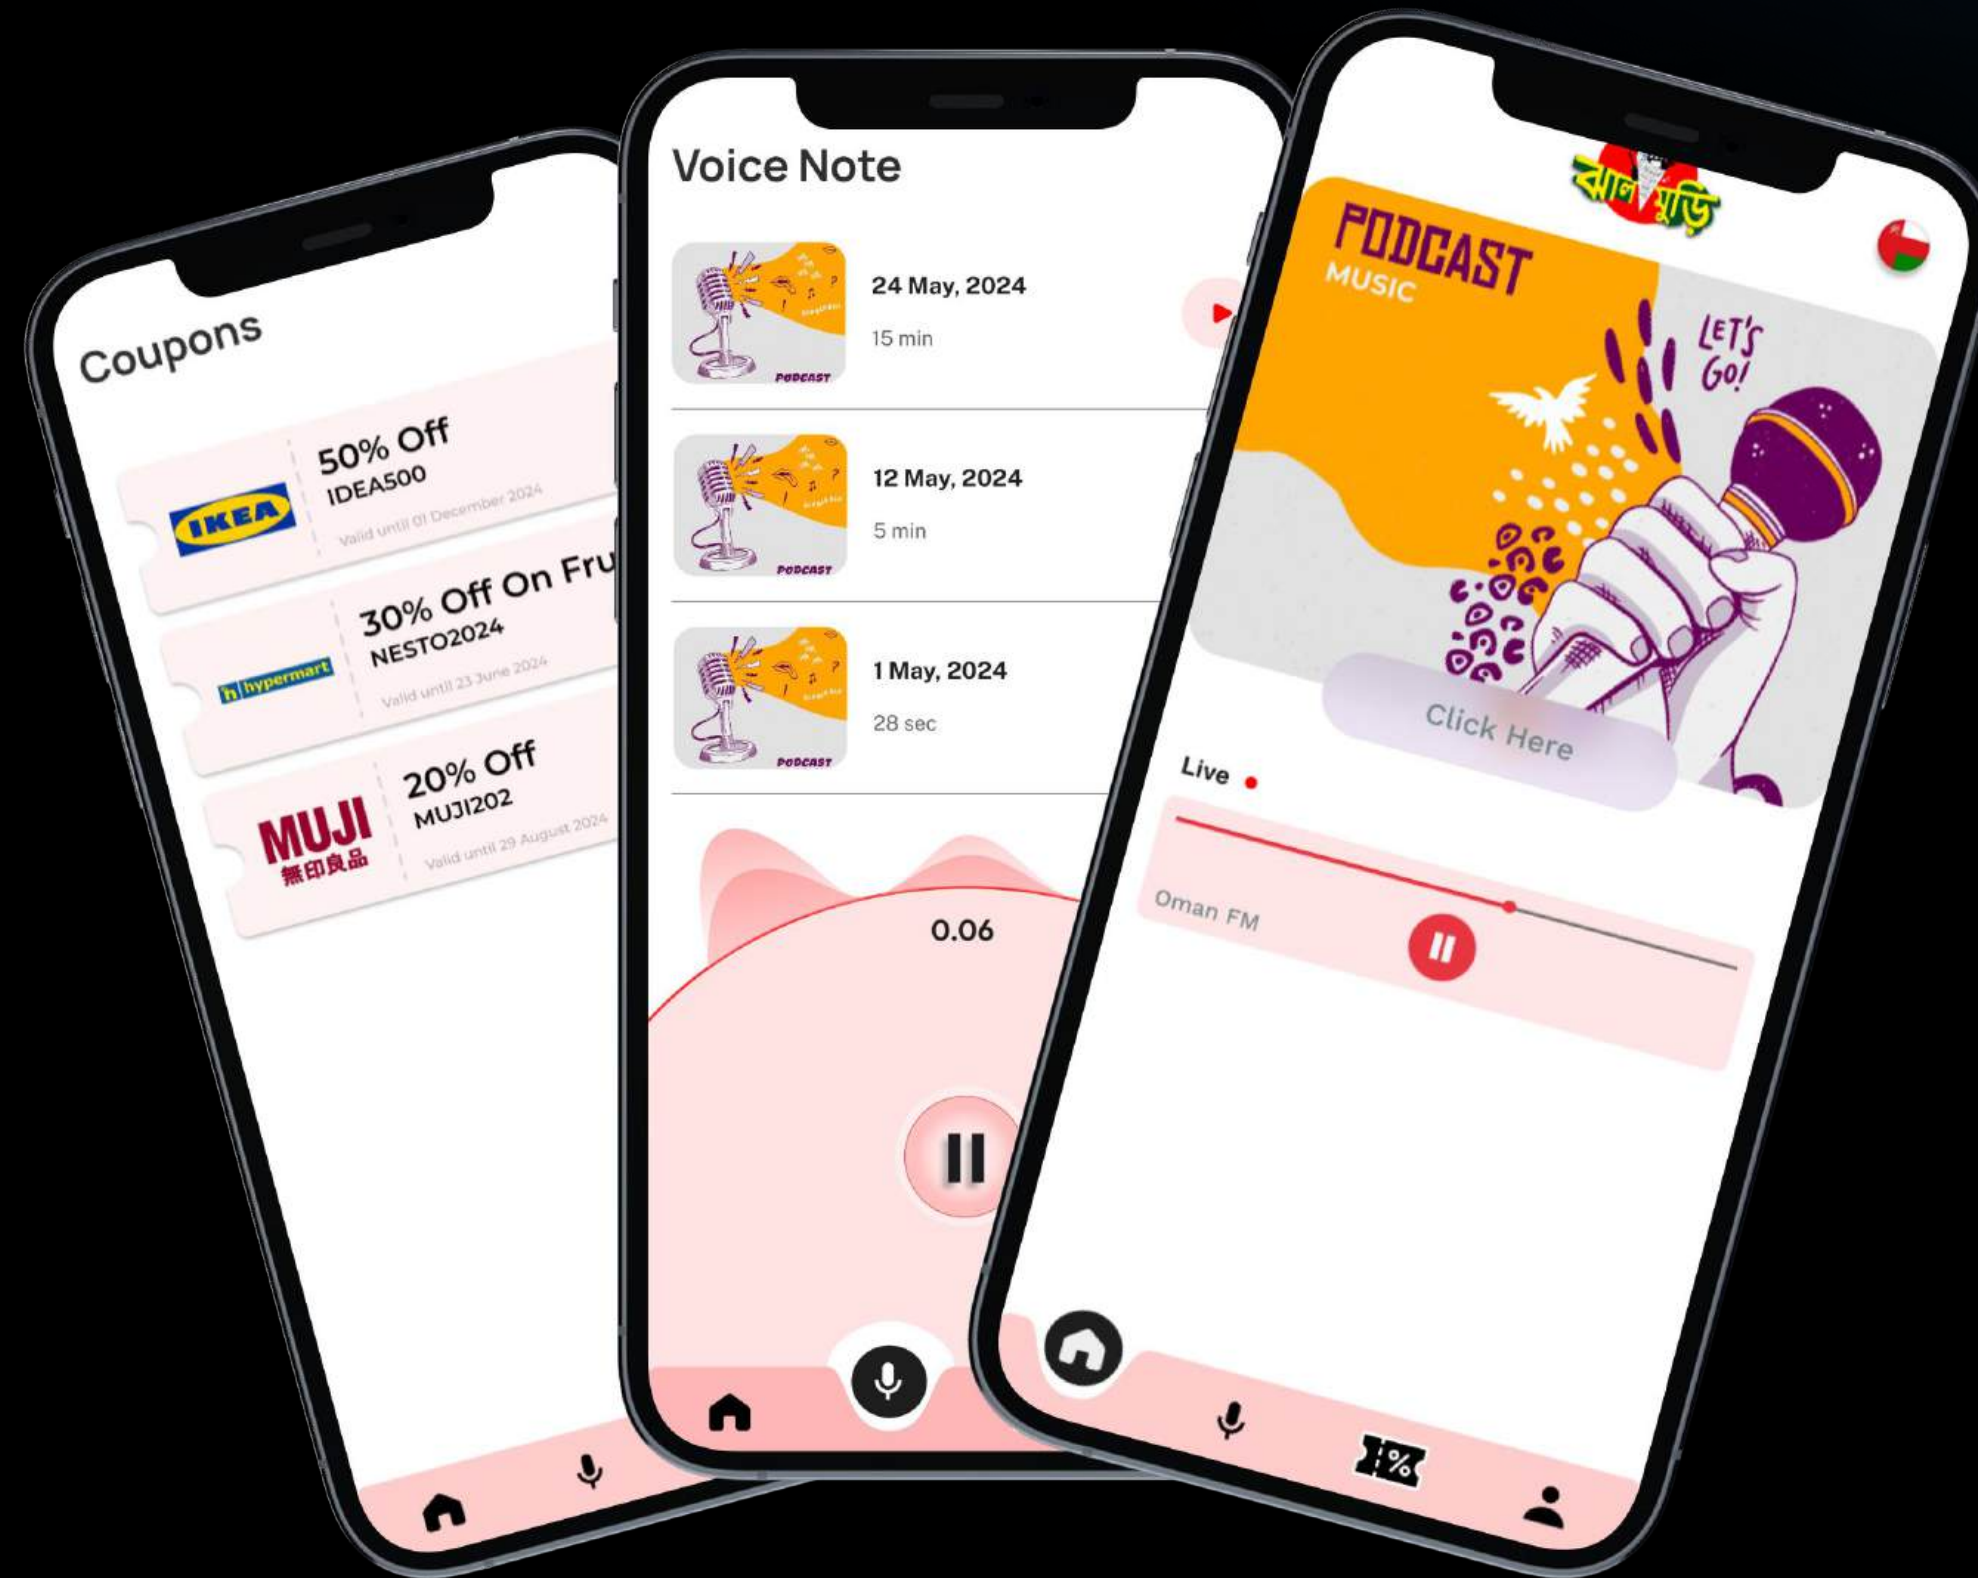 Coupons
IKEA
50% Off
IDEA500
Valid until 01 December 2024
hypermart
30% Off On Fru
NESTO2024
Valid until 23 June 2024
MUJI
無印良品
20% Off
MUJI202
Valid until 29 August 2024
Voice Note
24 May, 2024
15 min
PODCAST
12 May, 2024
5 min
PODCAST
1 May, 2024
28 sec
PODCAST
0.06
ঝাল মুড়ি
PODCAST
MUSIC
LET'S
GO!
Click Here
Live
Oman FM